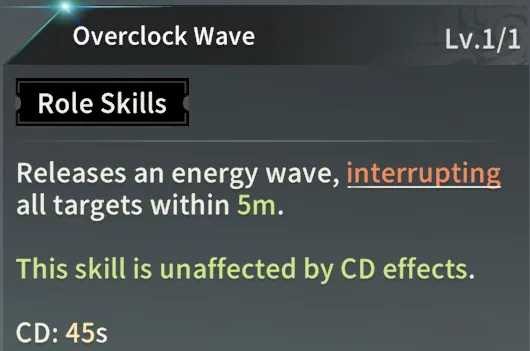 Overclock Wave
Lv.1/1
Role Skills
Releases an energy wave, interrupting
all targets within 5m.
This skill is unaffected by CD effects.
CD: 45s